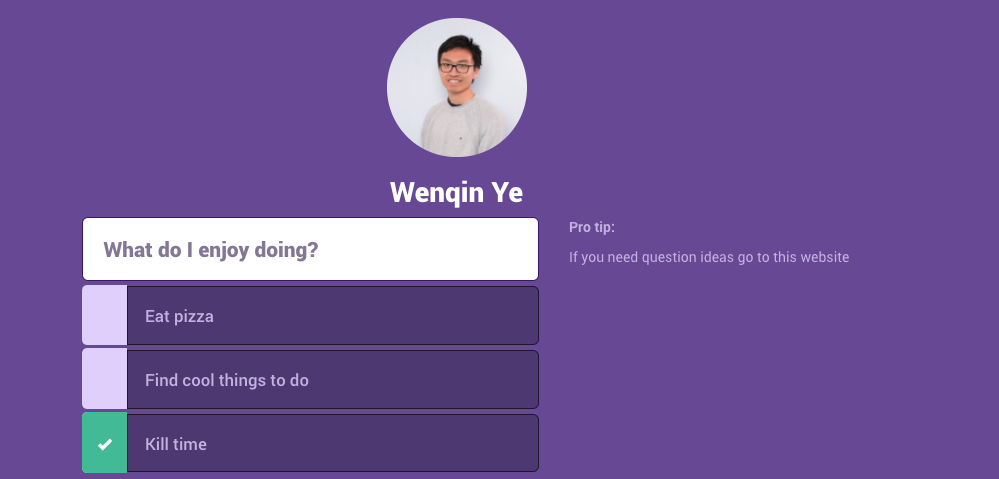 Wenqin Ye
What do I enjoy doing?
Pro tip:
If you need question ideas go to this website
Eat pizza
Find cool things to do
Kill time